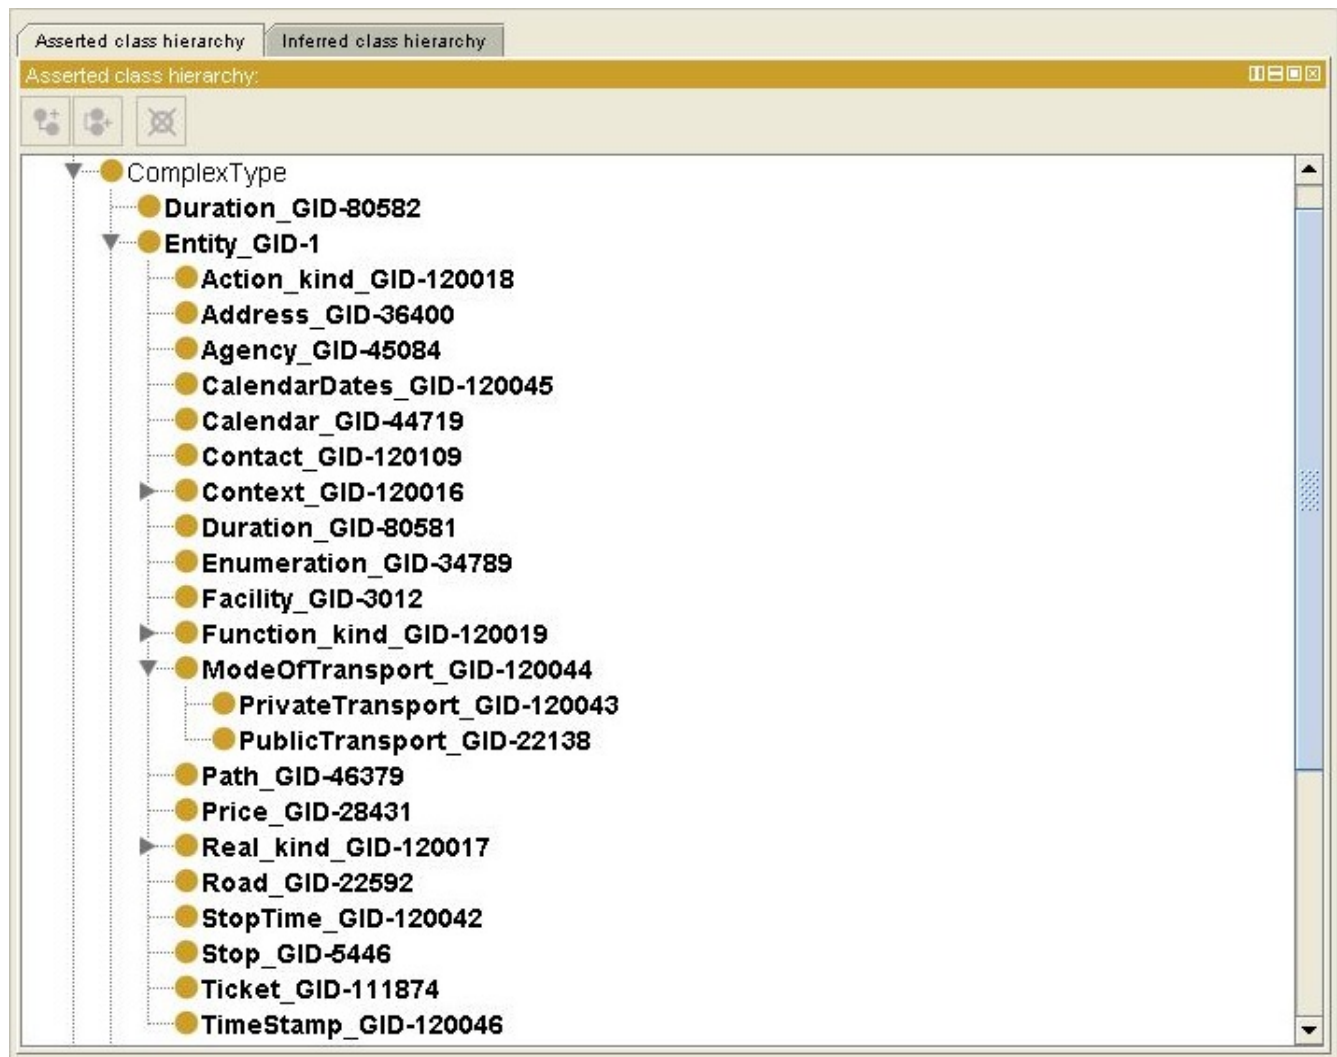 Asserted class hierarchy Inferred class hierarchy
Asserted class hierarchy:
ComplexType
Duration_GID-80582
Entity_GID-1
Action_kind_GID-120018
Address_GID-36400
Agency_GID-45084
CalendarDates_GID-120045
Calendar_GID-44719
Contact_GID-120109
Context_GID-120016
Duration_GID-80581
Enumeration_GID-34789
Facility_GID-3012
Function_kind_GID-120019
ModeOfTransport_GID-120044
PrivateTransport_GID-120043
PublicTransport_GID-22138
Path_GID-46379
Price_GID-28431
Real_kind_GID-120017
Road_GID-22592
StopTime_GID-120042
Stop_GID-5446
Ticket_GID-111874
TimeStamp_GID-120046